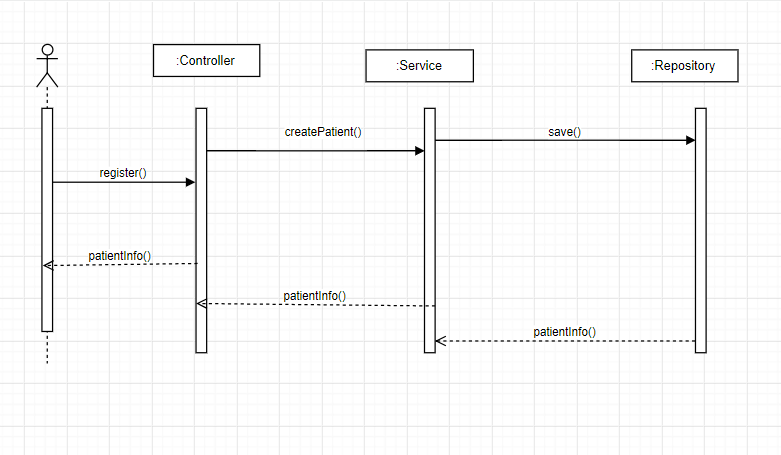 :Controller
:Service
:Repository
createPatient()
save()
register()
patientInfo()
patientInfo()
patientInfo()